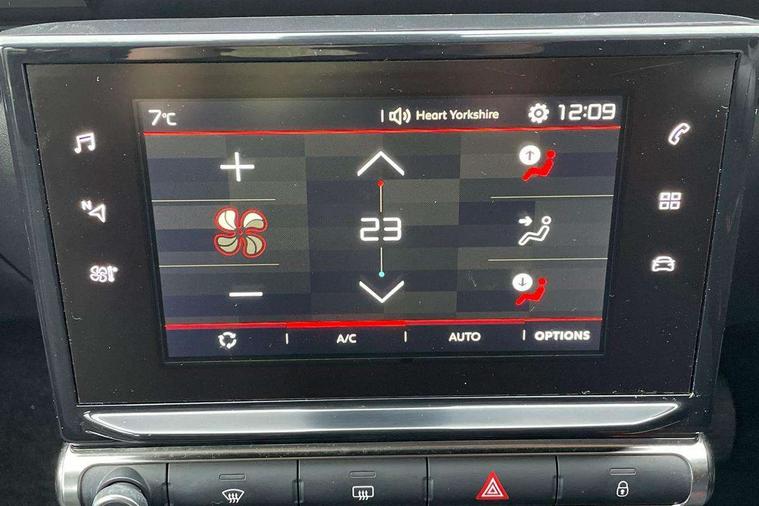 7°C
Heart Yorkshire
12:09
N
23
A/C AUTO OPTIONS